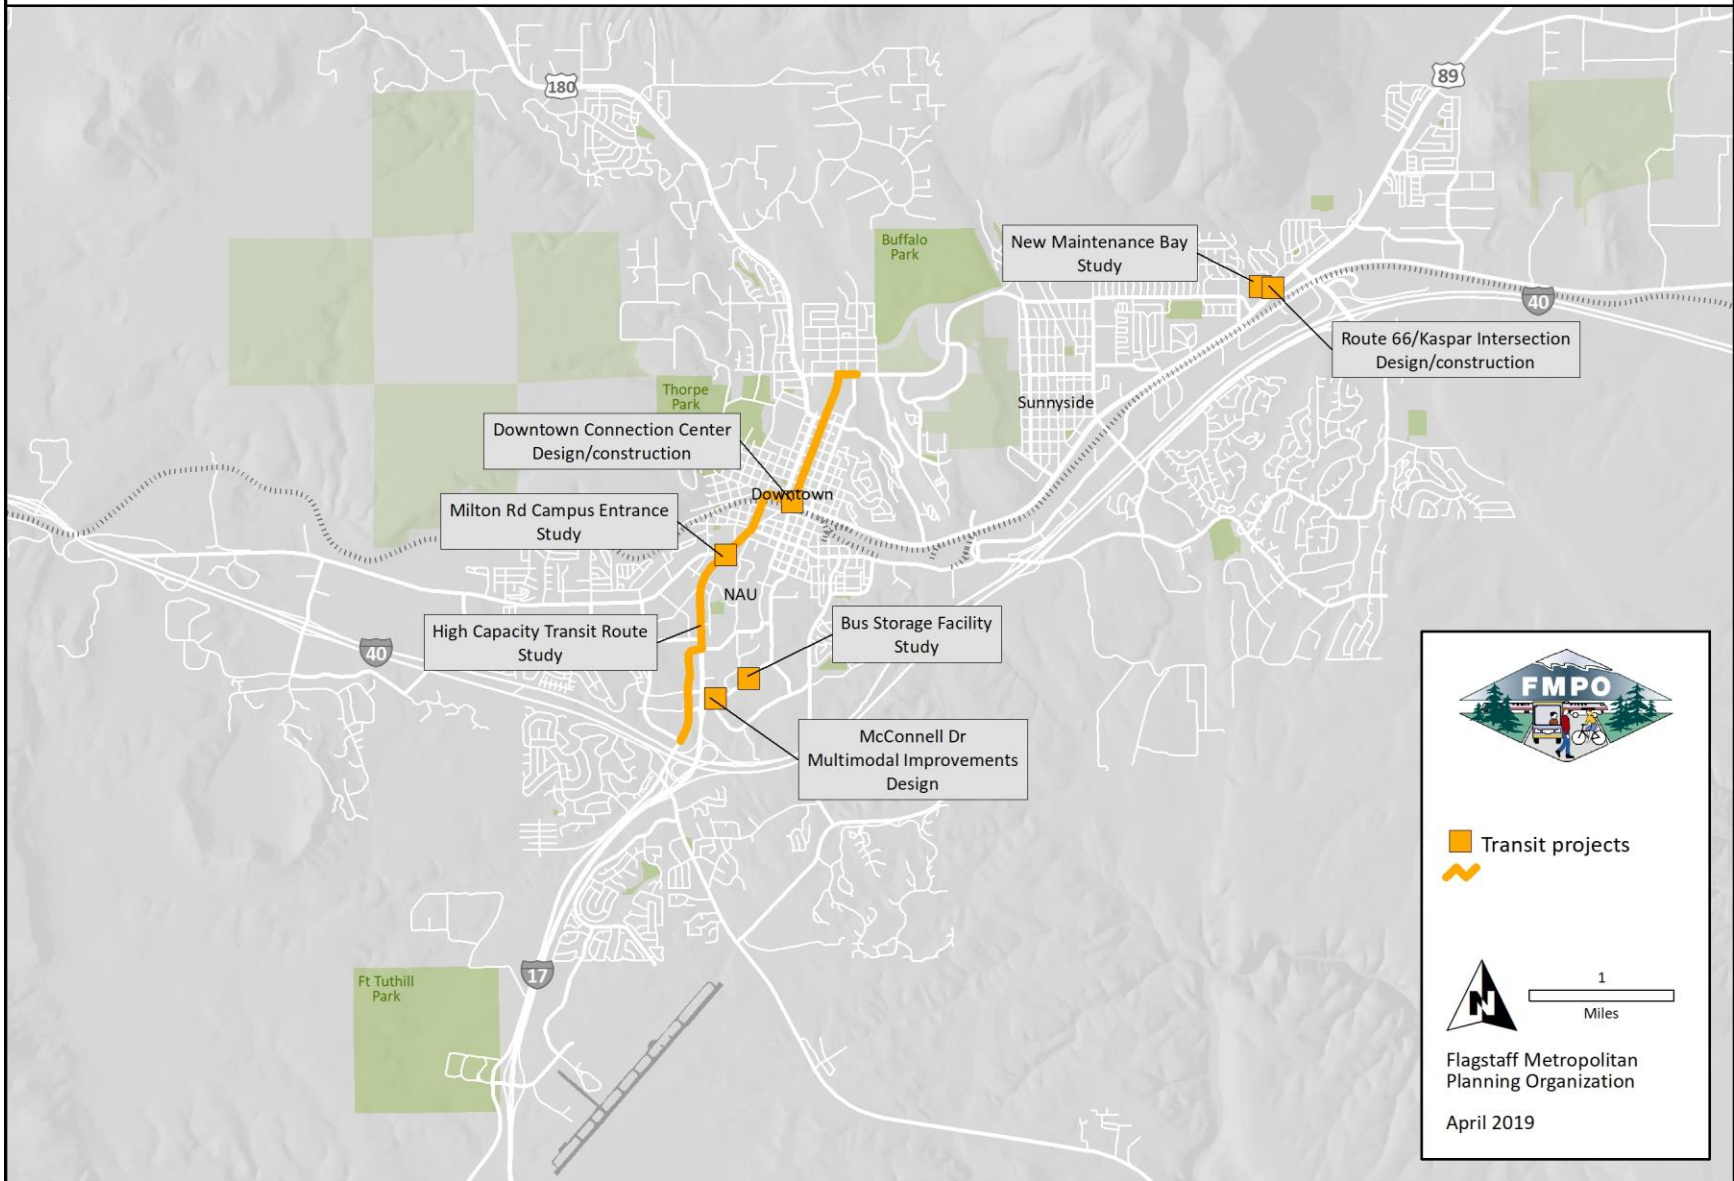 180
89
Buffalo
Park
New Maintenance Bay
Study
40
Route 66/Kaspar Intersection
Design/construction
Thorpe
Park
Sunnyside
Downtown Connection Center
Design/construction
Downtown
Milton Rd Campus Entrance
Study
NAU
High Capacity Transit Route
Study
Bus Storage Facility
Study
40
McConnell Dr
Multimodal Improvements
Design
17
Ft Tuthill
Park
FMPO
Transit projects
N
1
Miles
Flagstaff Metropolitan
Planning Organization
April 2019